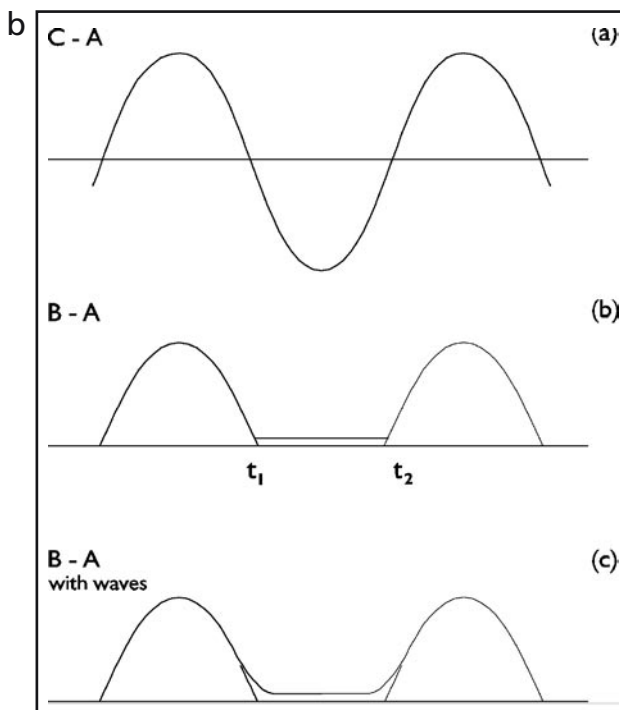 b
C - A (a)
B - A (b)
t₁ t₂
B - A (c)
with waves